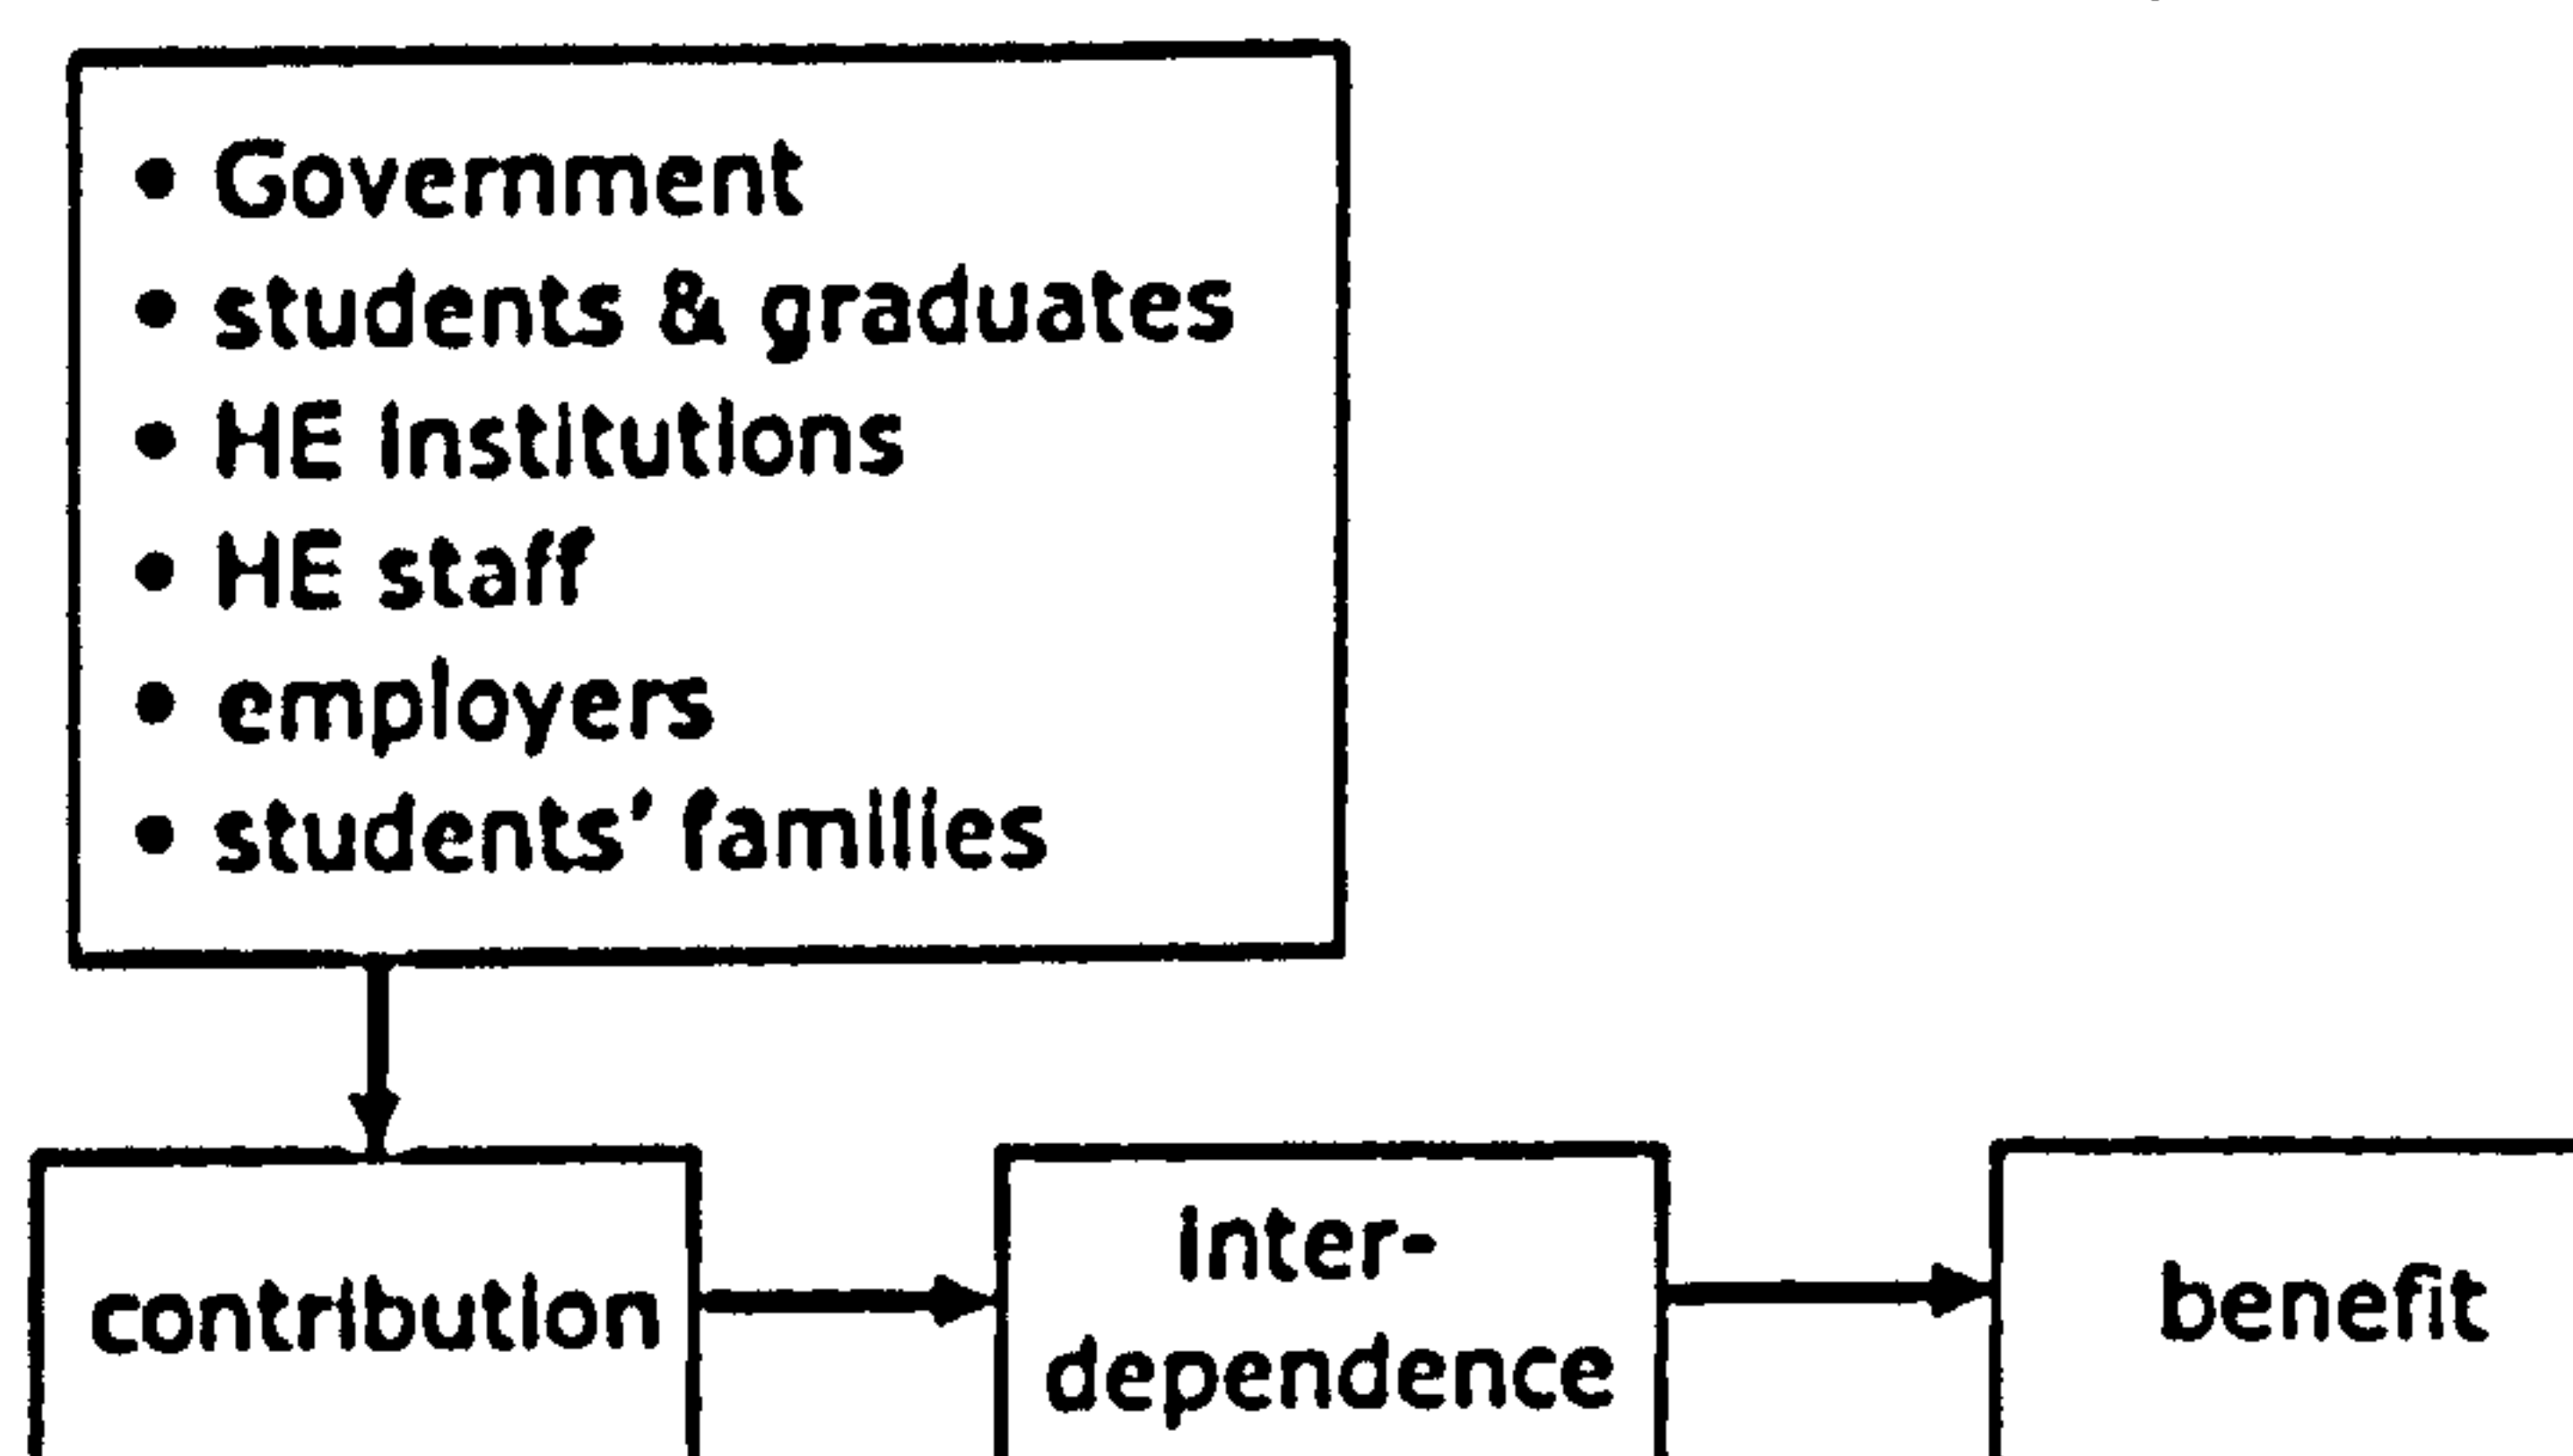 • Government
• students & graduates
• HE institutions
• HE staff
• employers
• students' families
contribution
inter-
dependence
benefit